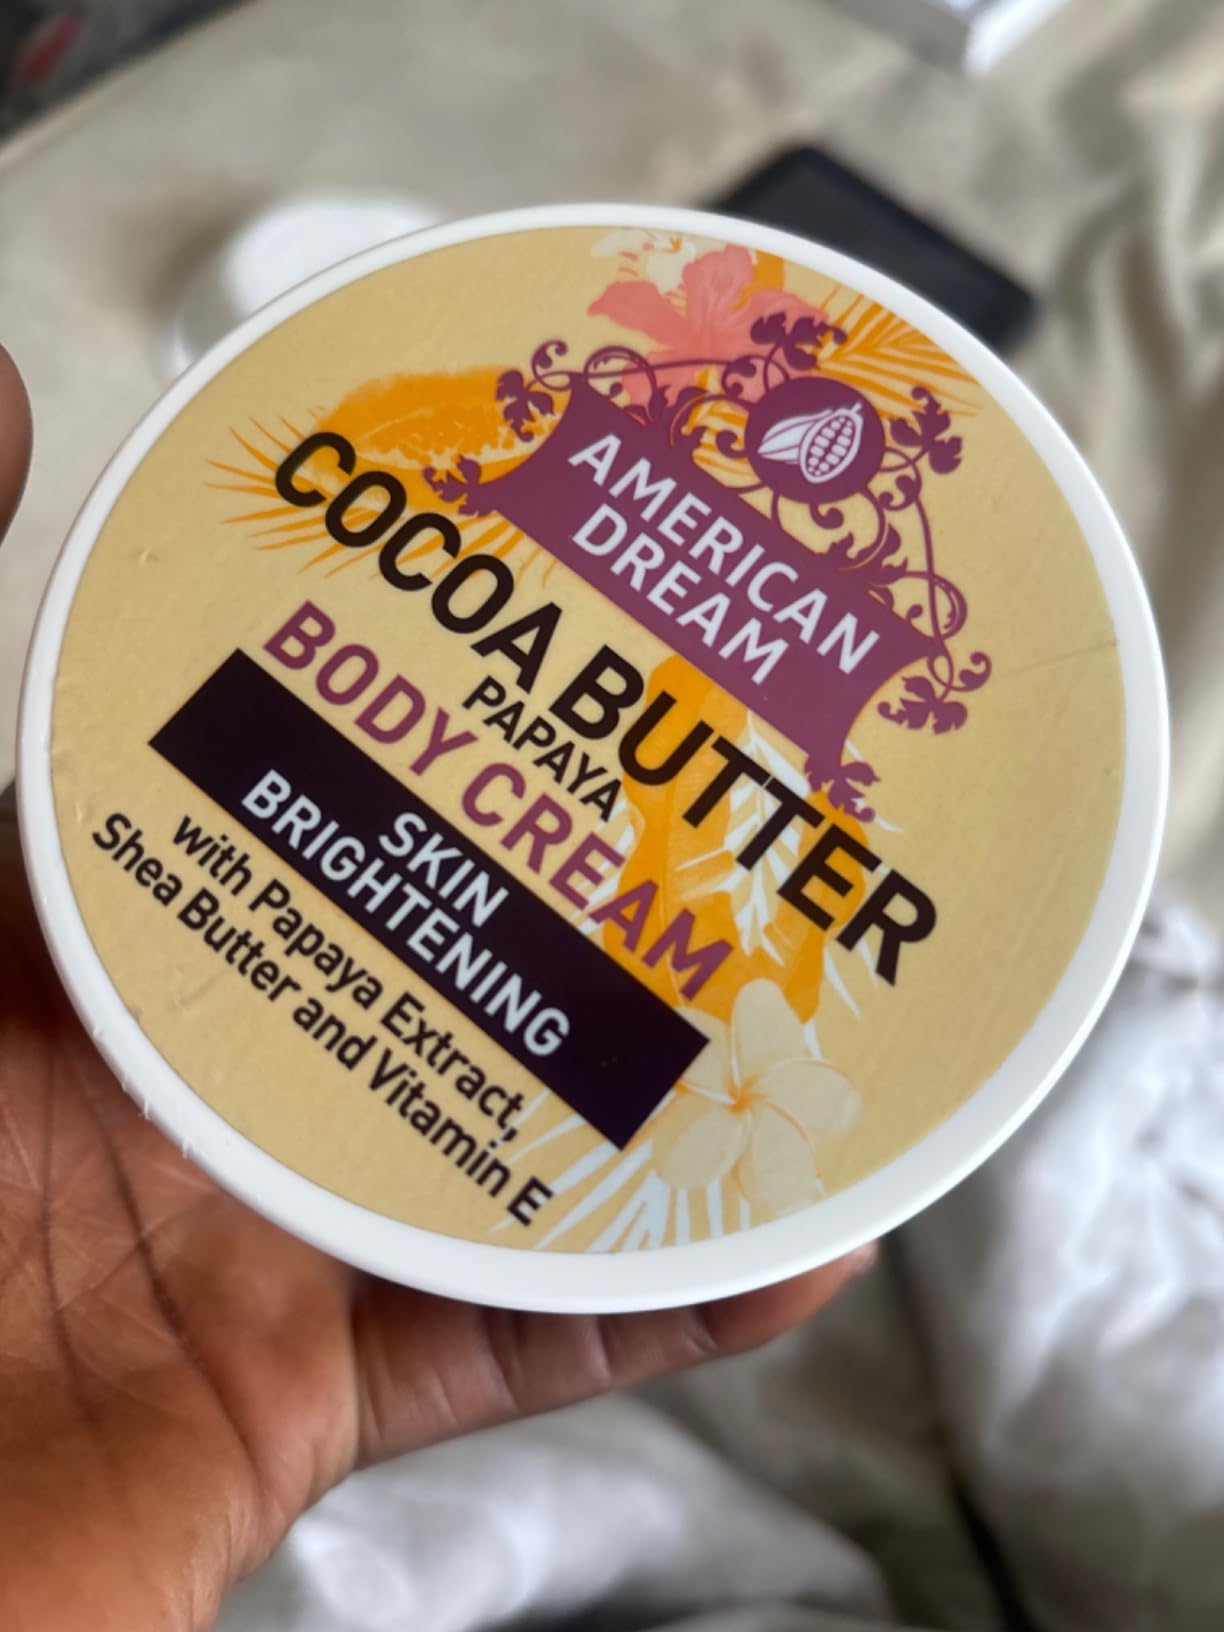 AMERICAN
DREAM
COCOA BUTTER
PAPAYA
BODY CREAM
SKIN
BRIGHTENING
with Papaya Extract,
Shea Butter and Vitamin E